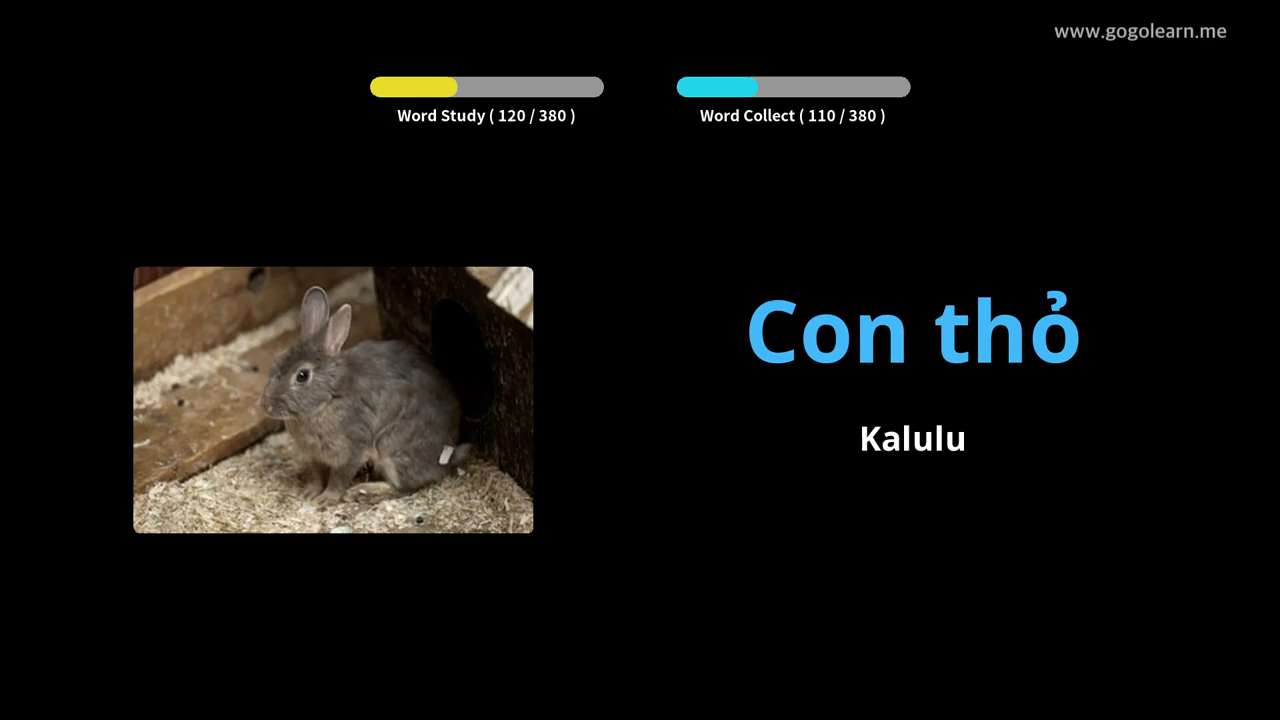 www.gogolearn.me
Word Study ( 120 / 380 )
Word Collect ( 110 / 380 )
Con thỏ
Kalulu